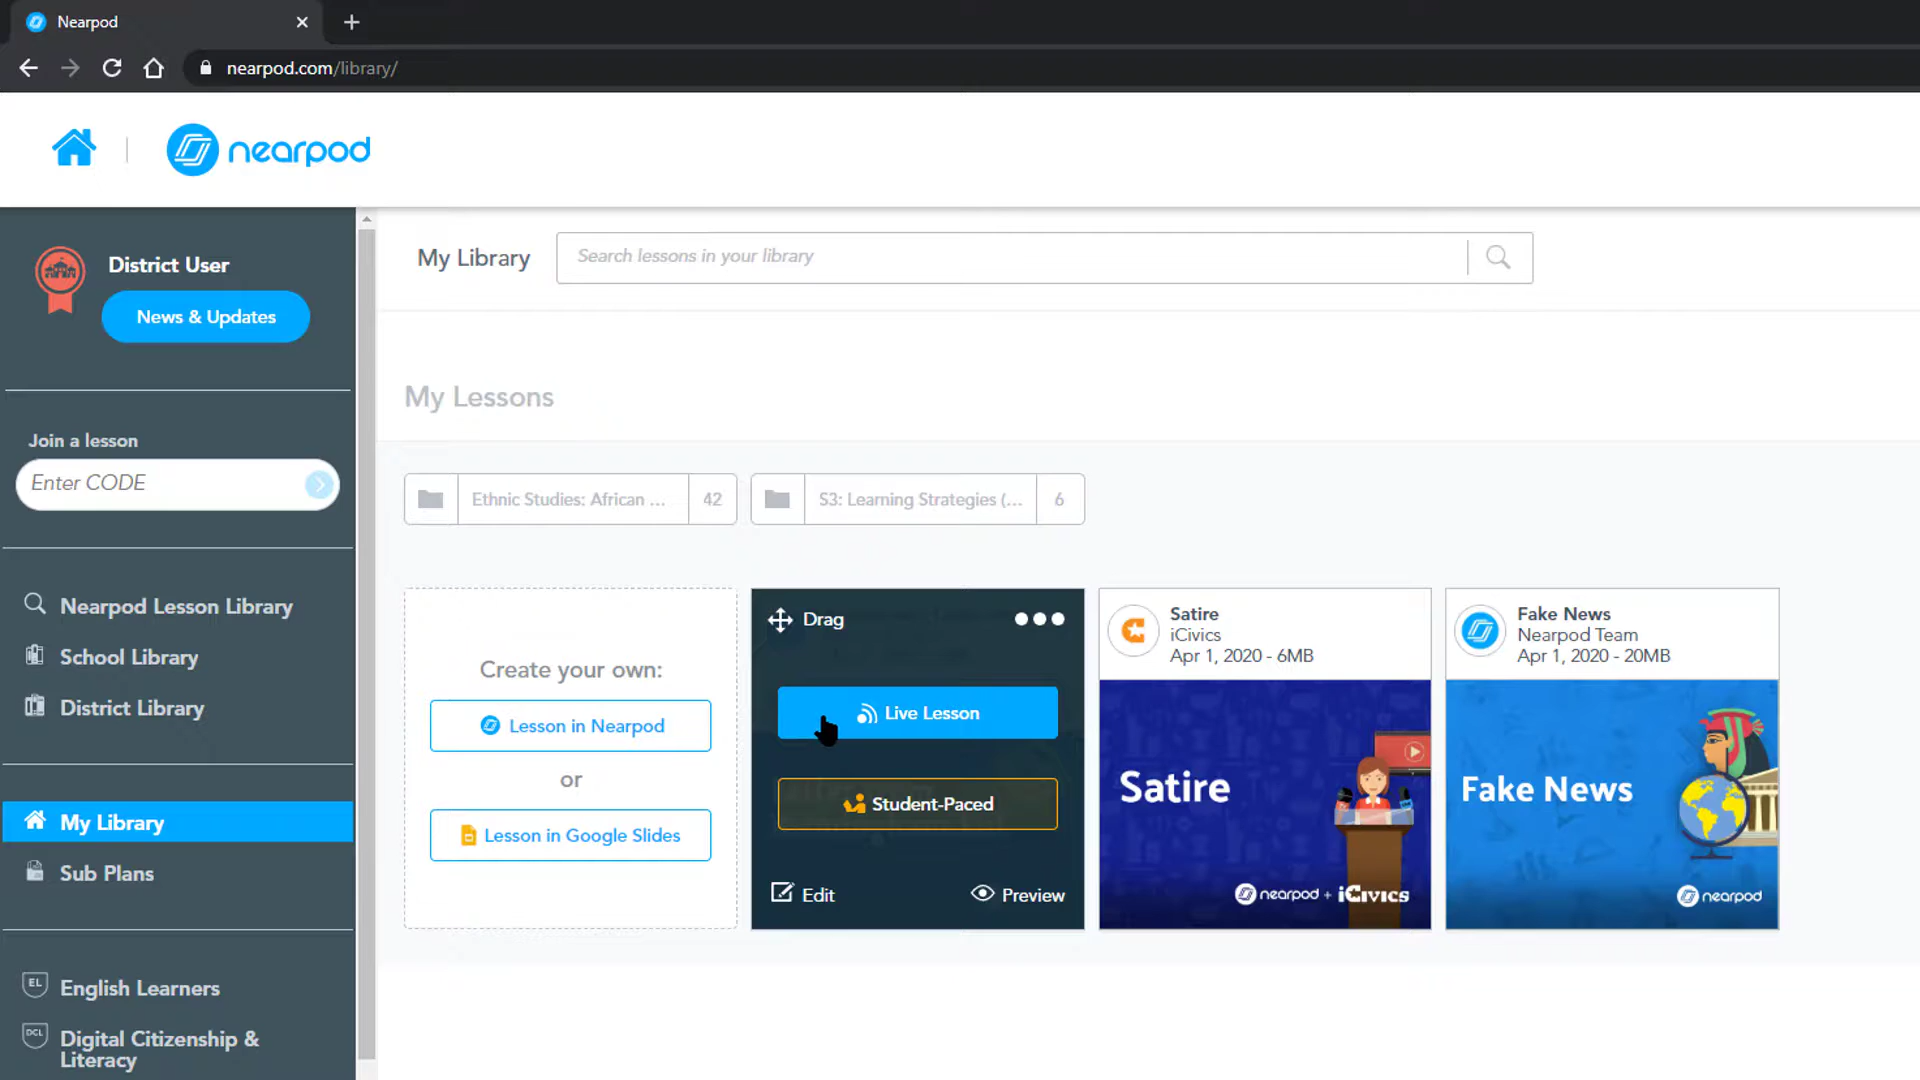 Nearpod
nearpod.com/library/
nearpod
District User
News & Updates
Join a lesson
Enter CODE
Nearpod Lesson Library
School Library
District Library
My Library
Sub Plans
EL English Learners
DCL Digital Citizenship &
Literacy
My Library
Search lessons in your library
My Lessons
Ethnic Studies: African ... 42
S3: Learning Strategies (... 6
Create your own:
Lesson in Nearpod
or
Lesson in Google Slides
Drag
Live Lesson
Student-Paced
Edit
Preview
Satire
iCivics
Apr 1, 2020 - 6MB
Satire
nearpod + iCIVICS
Fake News
Nearpod Team
Apr 1, 2020 - 20MB
Fake News
nearpod